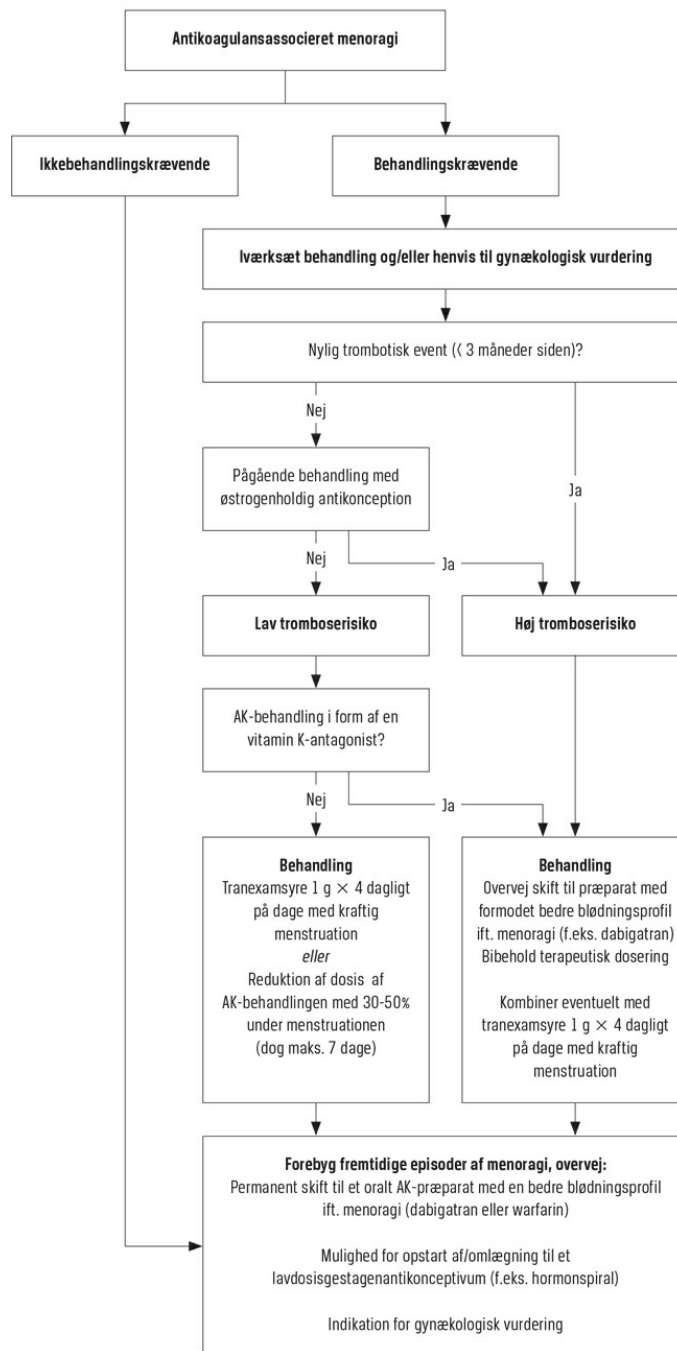 Antikoagulansassocieret menoragi
Ikkebehandlingskrævende
Behandlingskrævende
Iværksæt behandling og/eller henvis til gynækologisk vurdering
Nylig trombotisk event (< 3 måneder siden)?
Nej
Pågående behandling med
østrogenholdig antikonception
Ja
Nej
Ja
Lav tromboserisiko
Høj tromboserisiko
AK-behandling i form af en
vitamin K-antagonist?
Nej
Ja
Behandling
Tranexamsyre 1 g × 4 dagligt
på dage med kraftig
menstruation
eller
Reduktion af dosis af
AK-behandlingen med 30-50%
under menstruationen
(dog maks. 7 dage)
Behandling
Overvej skift til præparat med
formodet bedre blødningsprofil
ift. menoragi (f.eks. dabigatran)
Bibehold terapeutisk dosering
Kombiner eventuelt med
tranexamsyre 1 g × 4 dagligt
på dage med kraftig
menstruation
Forebyg fremtidige episoder af menoragi, overvej:
Permanent skift til et oralt AK-præparat med en bedre blødningsprofil
ift. menoragi (dabigatran eller warfarin)
Mulighed for opstart af/omlægning til et
lavdosisgestagenantikonceptivum (f.eks. hormonspiral)
Indikation for gynækologisk vurdering